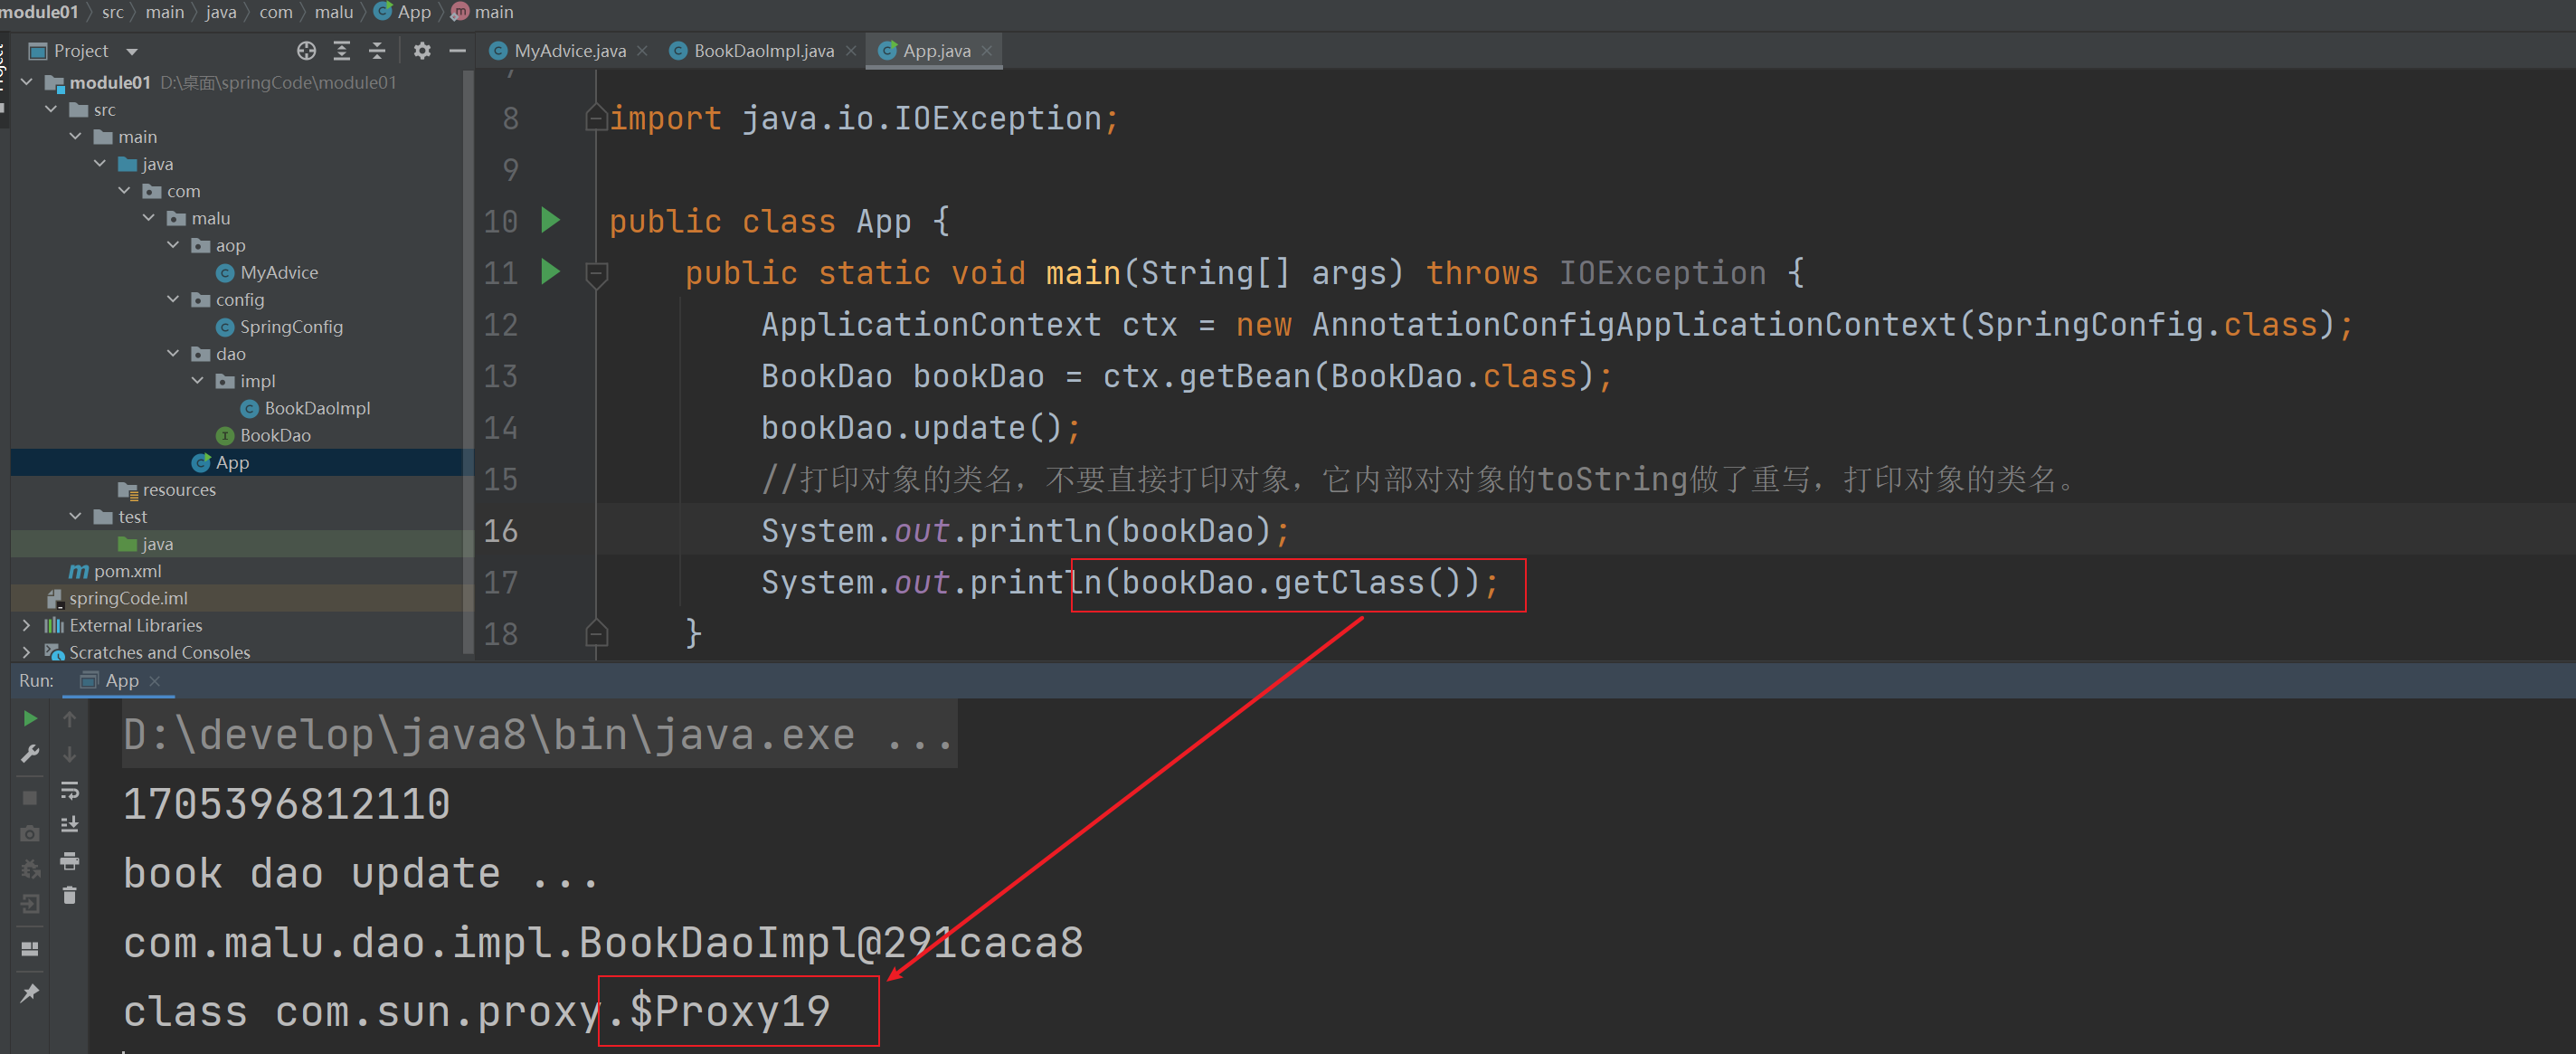 module01 〉 src 〉 main 〉 java 〉 com 〉 malu 〉 App 〉 main
Project
MyAdvice.java
BookDaoImpl.java
App.java
module01 D:\桌面\springCode\module01
src
main
java
com
malu
aop
MyAdvice
config
SpringConfig
dao
impl
BookDaoImpl
BookDao
App
resources
test
java
pom.xml
springCode.iml
External Libraries
Scratches and Consoles
8 import java.io.IOException;
9
10 public class App {
11 public static void main(String[] args) throws IOException {
12 ApplicationContext ctx = new AnnotationConfigApplicationContext(SpringConfig.class);
13 BookDao bookDao = ctx.getBean(BookDao.class);
14 bookDao.update();
15 //打印对象的类名，不要直接打印对象，它内部对对象的toString做了重写，打印对象的类名。
16 System.out.println(bookDao);
17 System.out.println(bookDao.getClass());
18 }
Run: App
D:\develop\java8\bin\java.exe ...
1705396812110
book dao update ...
com.malu.dao.impl.BookDaoImpl@291caca8
class com.sun.proxy.$Proxy19